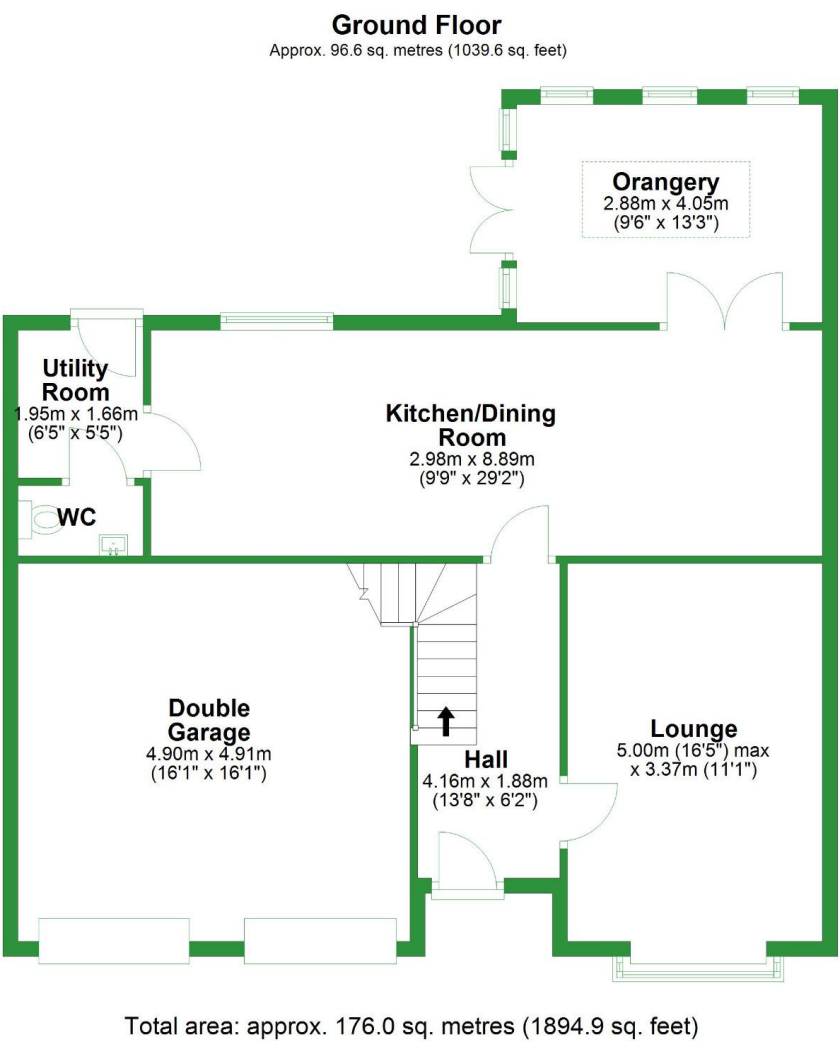 Ground Floor
Approx. 96.6 sq. metres (1039.6 sq. feet)
Orangery
2.88m x 4.05m
(9'6" x 13'3")
Utility
Room
1.95m x 1.66m
(6'5" x 5'5")
Kitchen/Dining
Room
2.98m x 8.89m
(9'9" x 29'2")
WC
Double
Garage
4.90m x 4.91m
(16'1" x 16'1")
Hall
4.16m x 1.88m
(13'8" x 6'2")
Lounge
5.00m (16'5") max
x 3.37m (11'1")
Total area: approx. 176.0 sq. metres (1894.9 sq. feet)